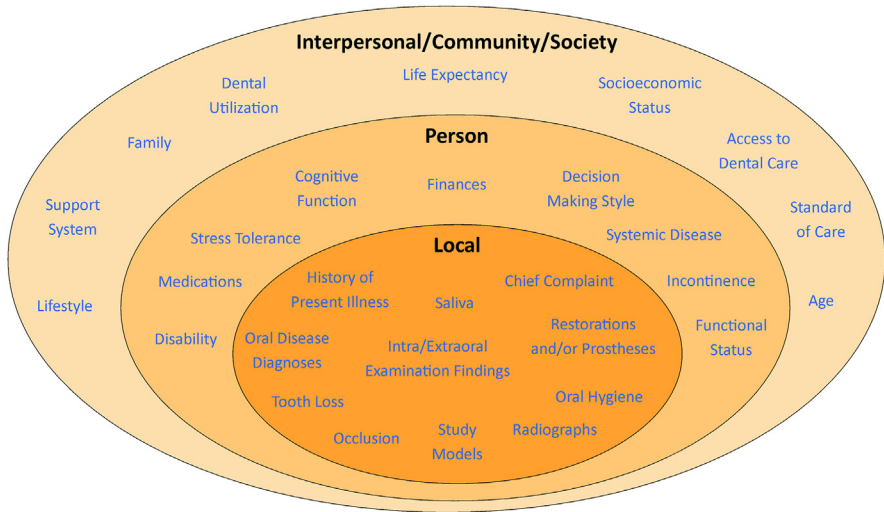 Interpersonal/Community/Society
Life Expectancy
Dental
Utilization
Socioeconomic
Status
Family
Access to
Dental Care
Support
System
Standard
of Care
Lifestyle
Age
Person
Cognitive
Function
Finances
Decision
Making Style
Stress Tolerance
Systemic Disease
Medications
Incontinence
Disability
Functional
Status
Local
History of
Present Illness
Saliva
Chief Complaint
Oral Disease
Diagnoses
Intra/Extraoral
Examination Findings
Restorations
and/or Prostheses
Tooth Loss
Oral Hygiene
Occlusion
Study
Models
Radiographs